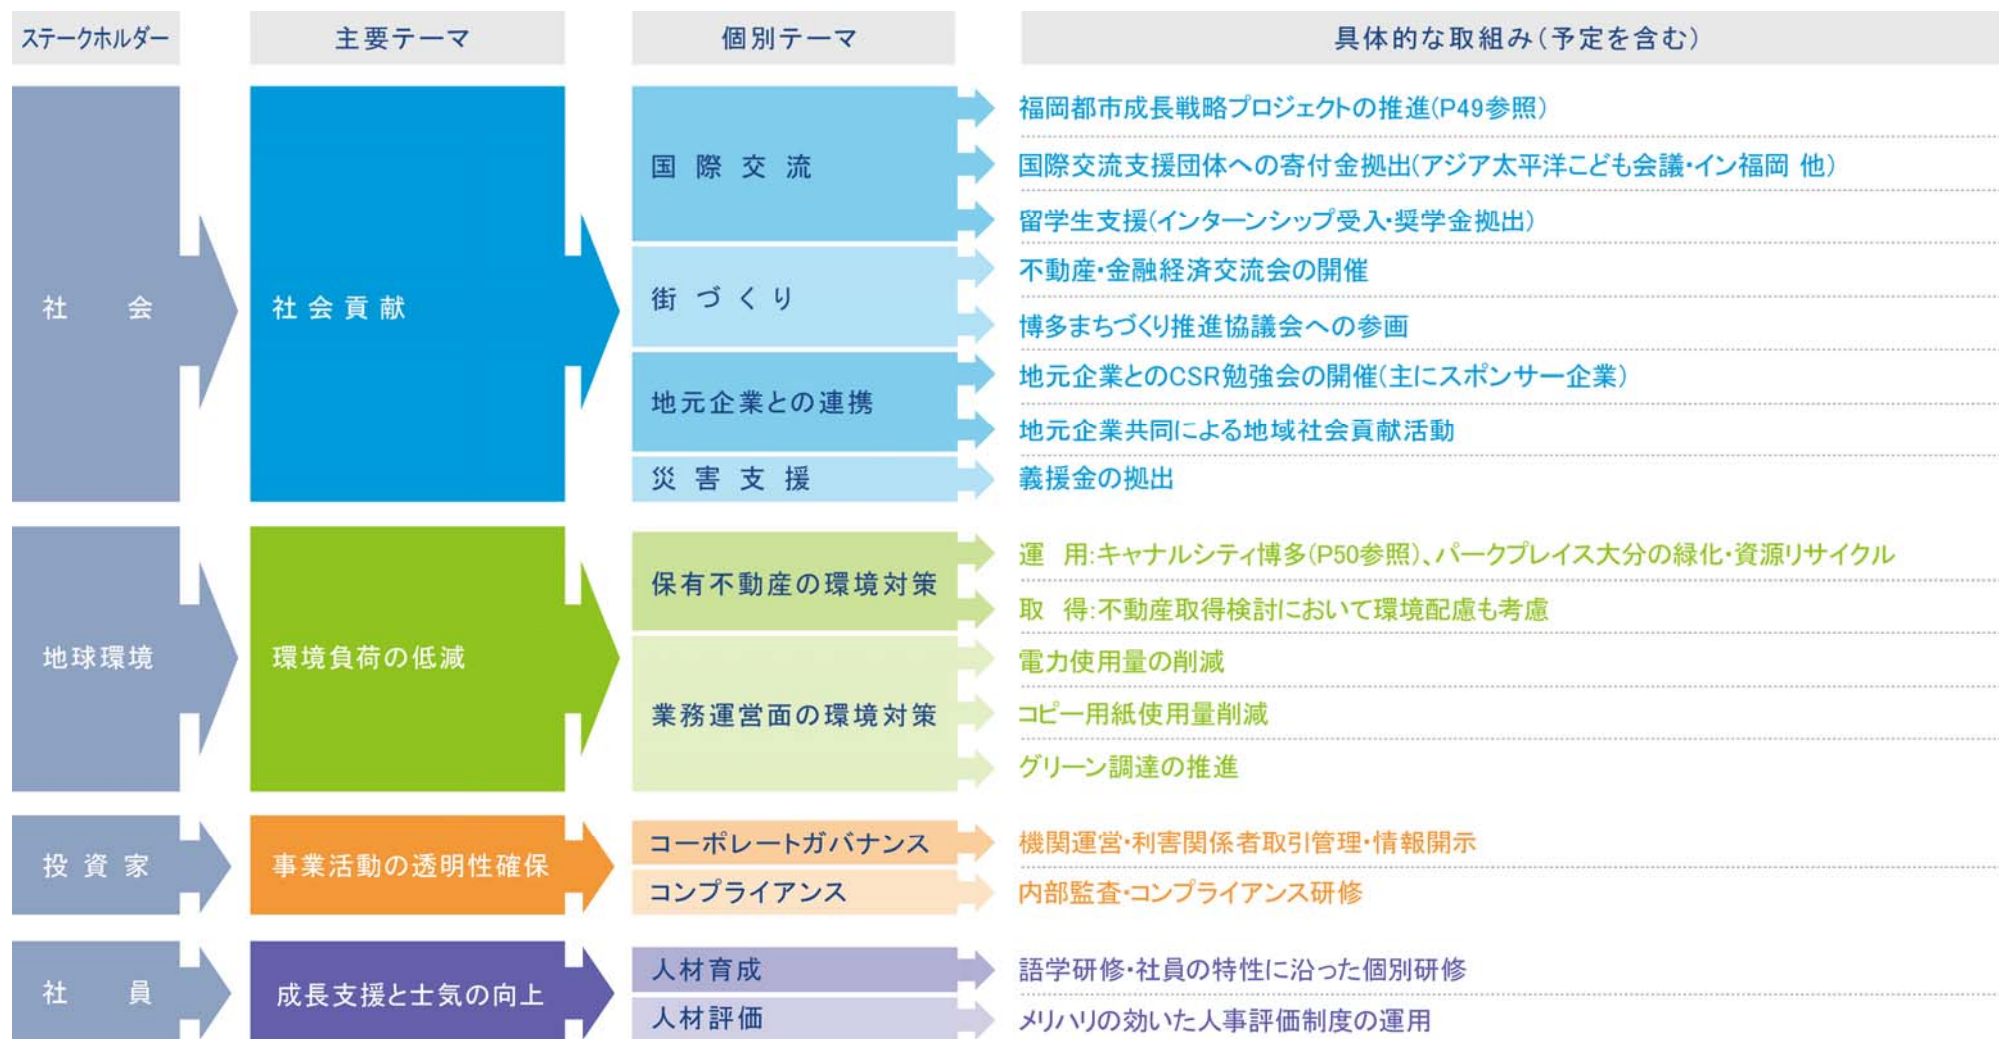 ステークホルダー
主要テーマ
個別テーマ
具体的な取組み(予定を含む)
社　会
社会貢献
国際交流
福岡都市成長戦略プロジェクトの推進(P49参照)
国際交流支援団体への寄付金拠出(アジア太平洋こども会議・イン福岡 他)
留学生支援(インターンシップ受入・奨学金拠出)
街づくり
不動産・金融経済交流会の開催
博多まちづくり推進協議会への参画
地元企業との連携
地元企業とのCSR勉強会の開催(主にスポンサー企業)
地元企業共同による地域社会貢献活動
災害支援
義援金の拠出
地球環境
環境負荷の低減
保有不動産の環境対策
運　用:キャナルシティ博多(P50参照)、パークプレイス大分の緑化・資源リサイクル
取　得:不動産取得検討において環境配慮も考慮
業務運営面の環境対策
電力使用量の削減
コピー用紙使用量削減
グリーン調達の推進
投資家
事業活動の透明性確保
コーポレートガバナンス
機関運営・利害関係者取引管理・情報開示
コンプライアンス
内部監査・コンプライアンス研修
社　員
成長支援と士気の向上
人材育成
語学研修・社員の特性に沿った個別研修
人材評価
メリハリの効いた人事評価制度の運用